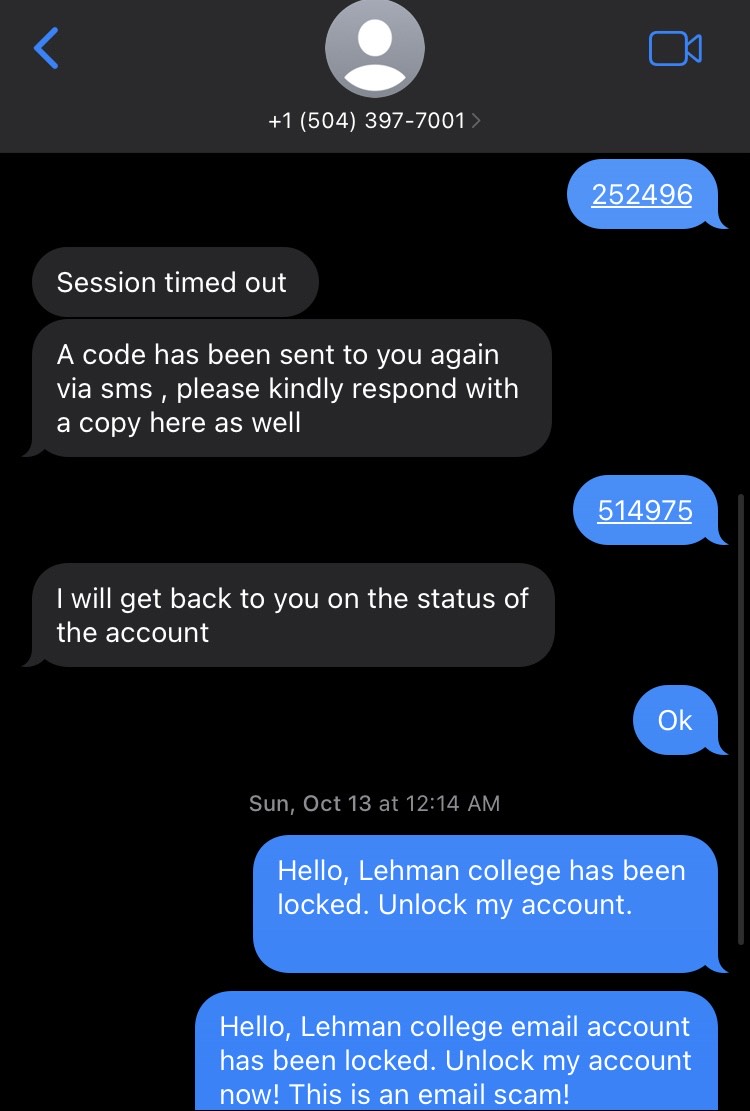 +1 (504) 397-7001
252496
Session timed out
A code has been sent to you again
via sms , please kindly respond with
a copy here as well
514975
I will get back to you on the status of
the account
Ok
Sun, Oct 13 at 12:14 AM
Hello, Lehman college has been
locked. Unlock my account.
Hello, Lehman college email account
has been locked. Unlock my account
now! This is an email scam!